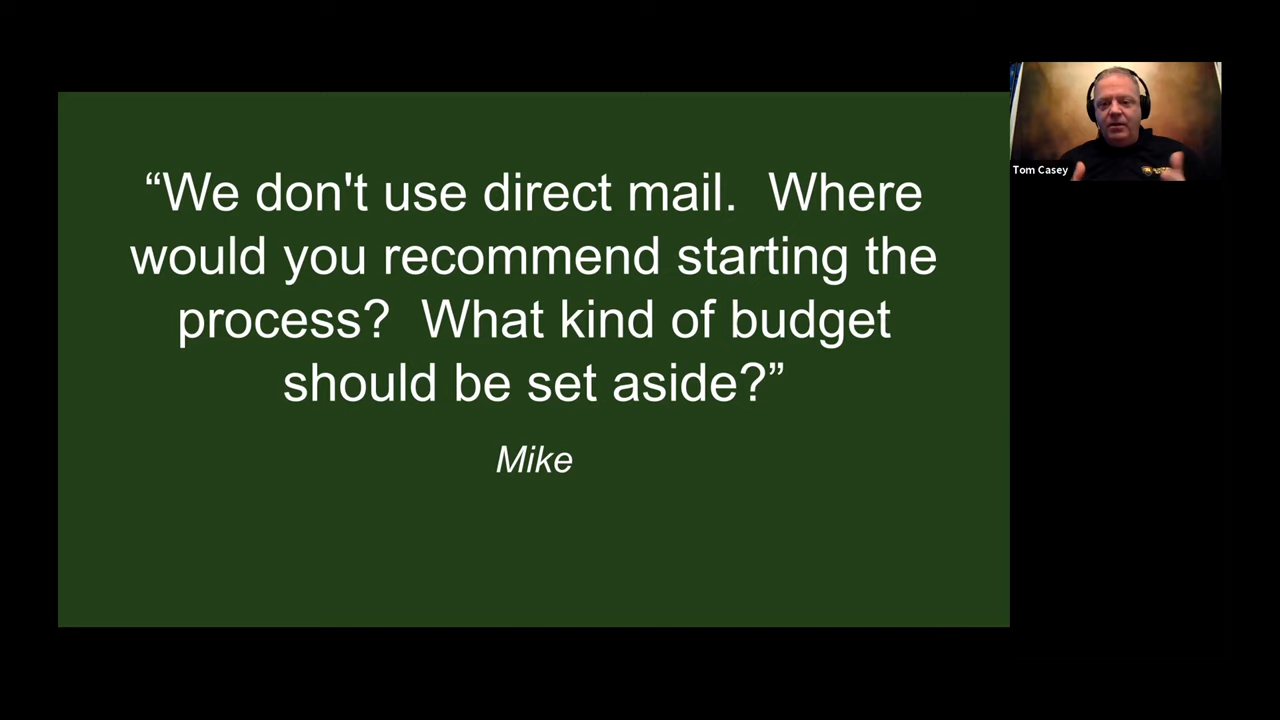 “We don't use direct mail.  Where
would you recommend starting the
process?  What kind of budget
should be set aside?”
Mike
Tom Casey